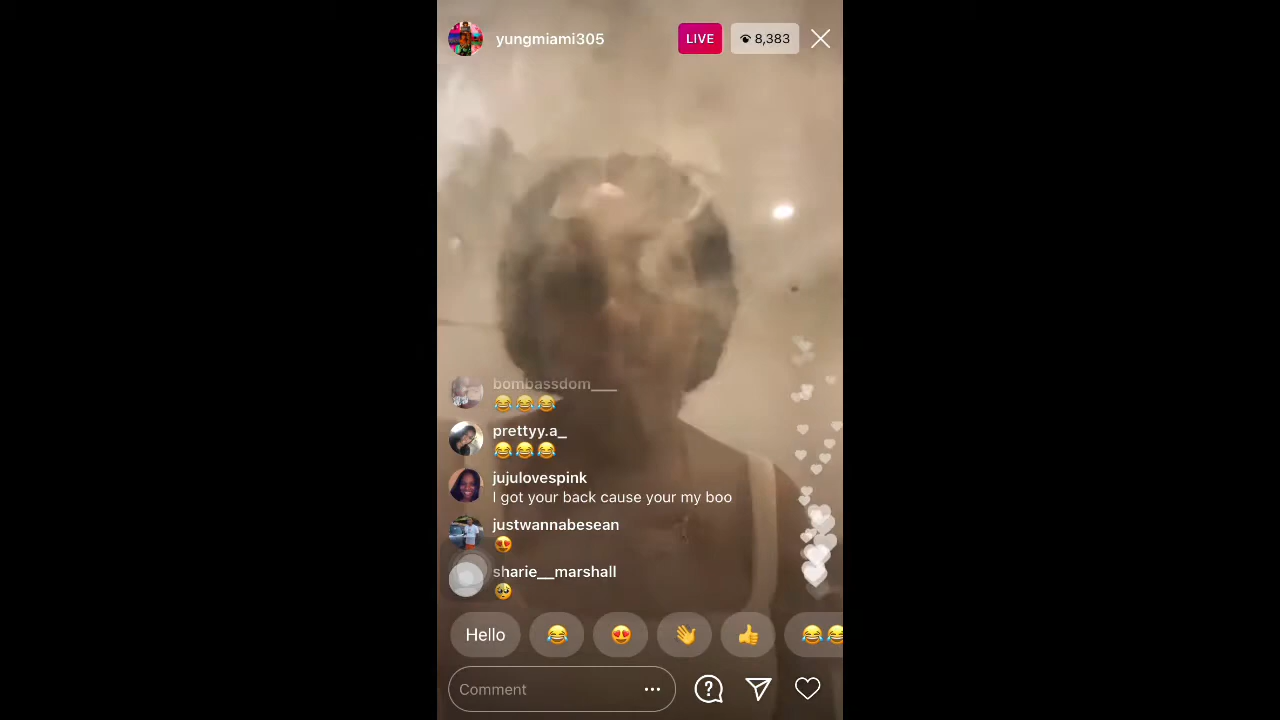 yungmiami305
LIVE
8,383
bombassdom___
😂😂😂
prettyy.a_
😂😂😂
jujulovespink
I got your back cause your my boo
justwannabesean
😍
sharie__marshall
🥺
Hello 😂 😍 👋 👍 😂😂
Comment